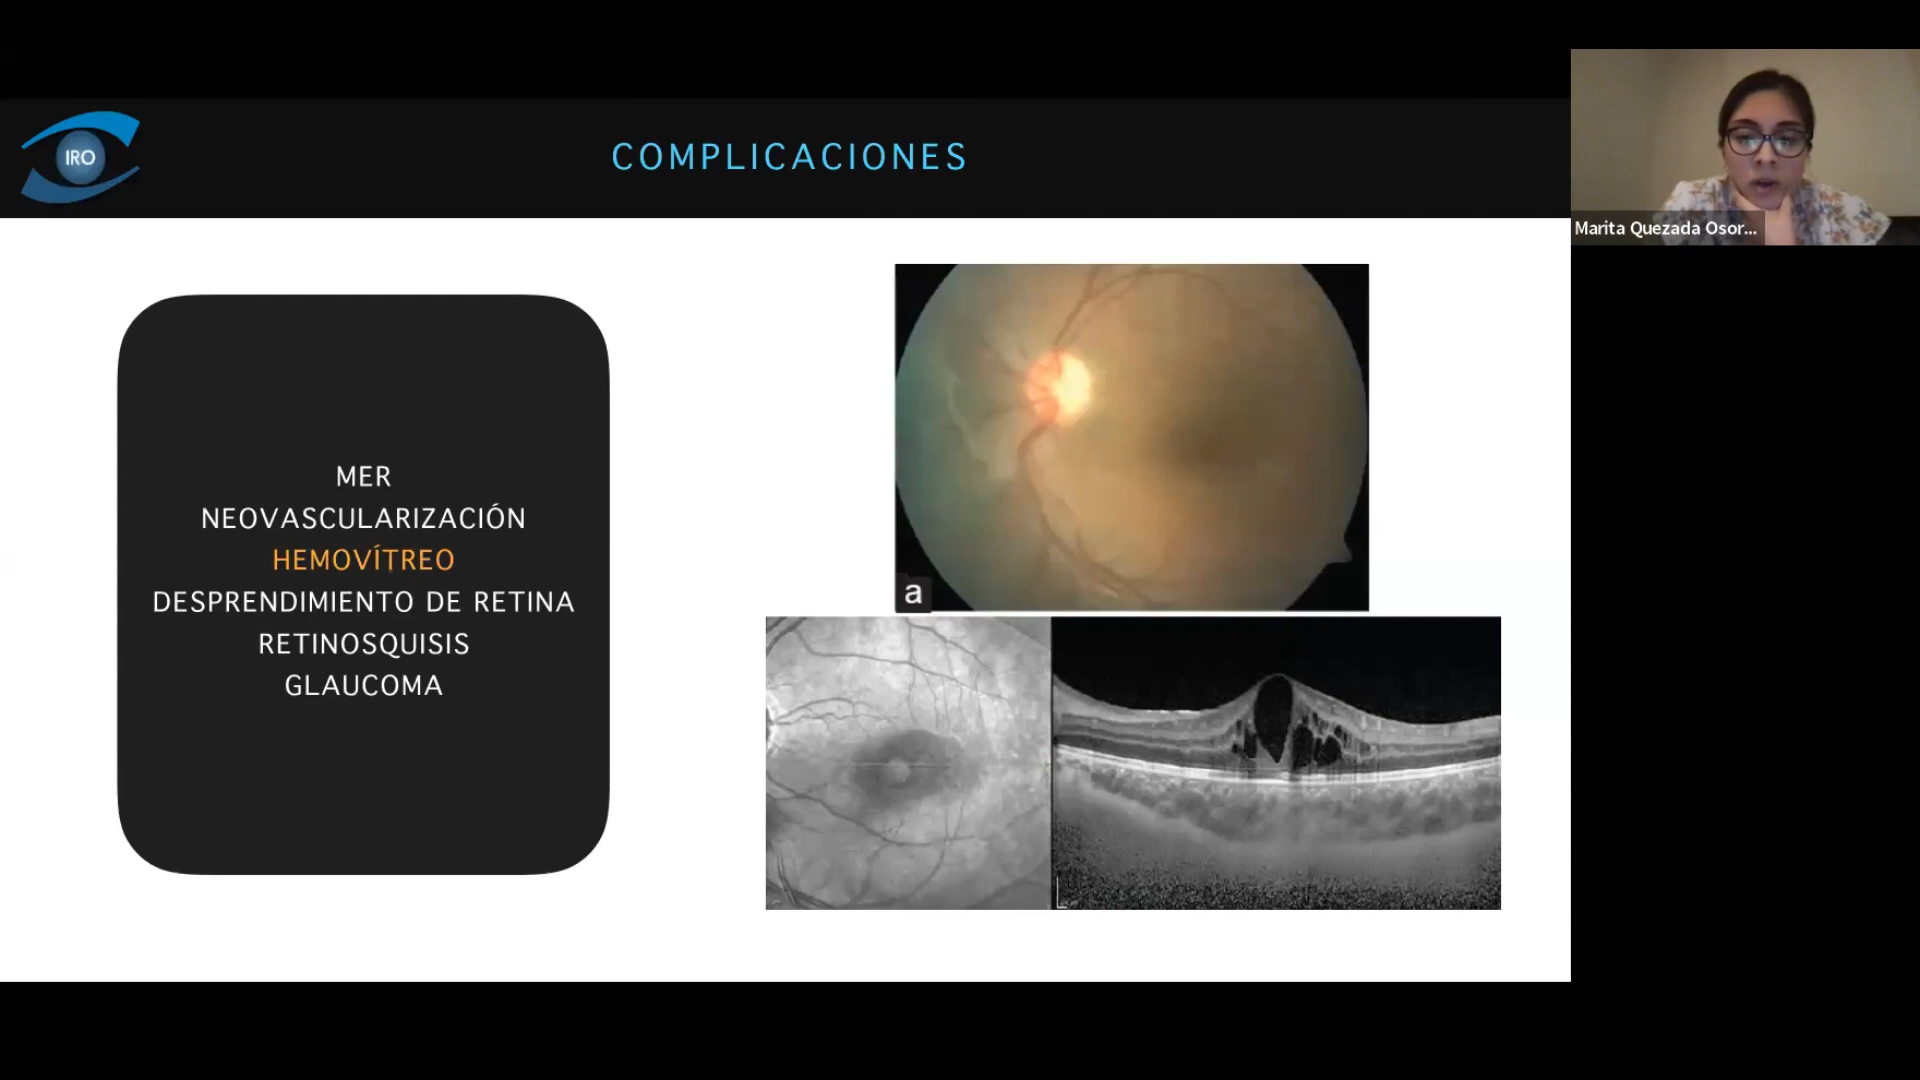 IRO
COMPLICACIONES
Marita Quezada Osor...
MER
NEOVASCULARIZACIÓN
HEMOVÍTREO
DESPRENDIMIENTO DE RETINA
RETINOSQUISIS
GLAUCOMA
a